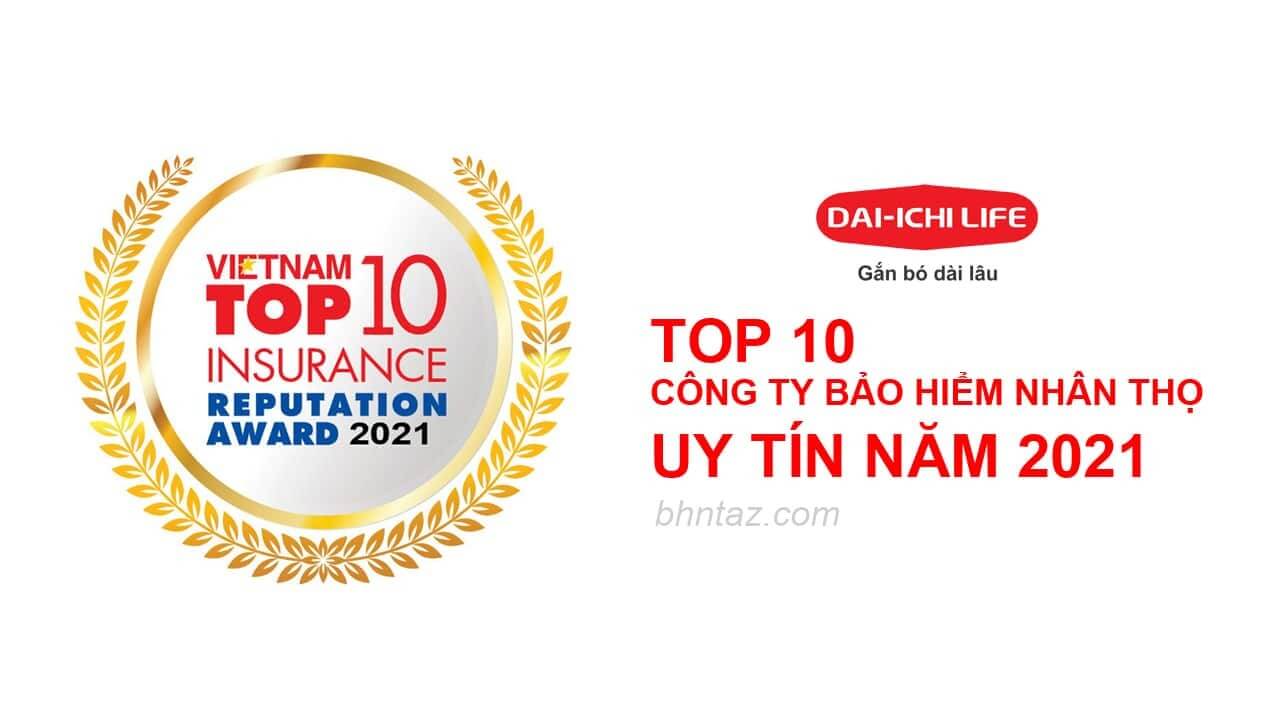 VIETNAM
TOP 10
INSURANCE
REPUTATION
AWARD 2021
DAI-ICHI LIFE
Gắn bó dài lâu
TOP 10
CÔNG TY BẢO HIỂM NHÂN THỌ
UY TÍN NĂM 2021
bhntaz.com